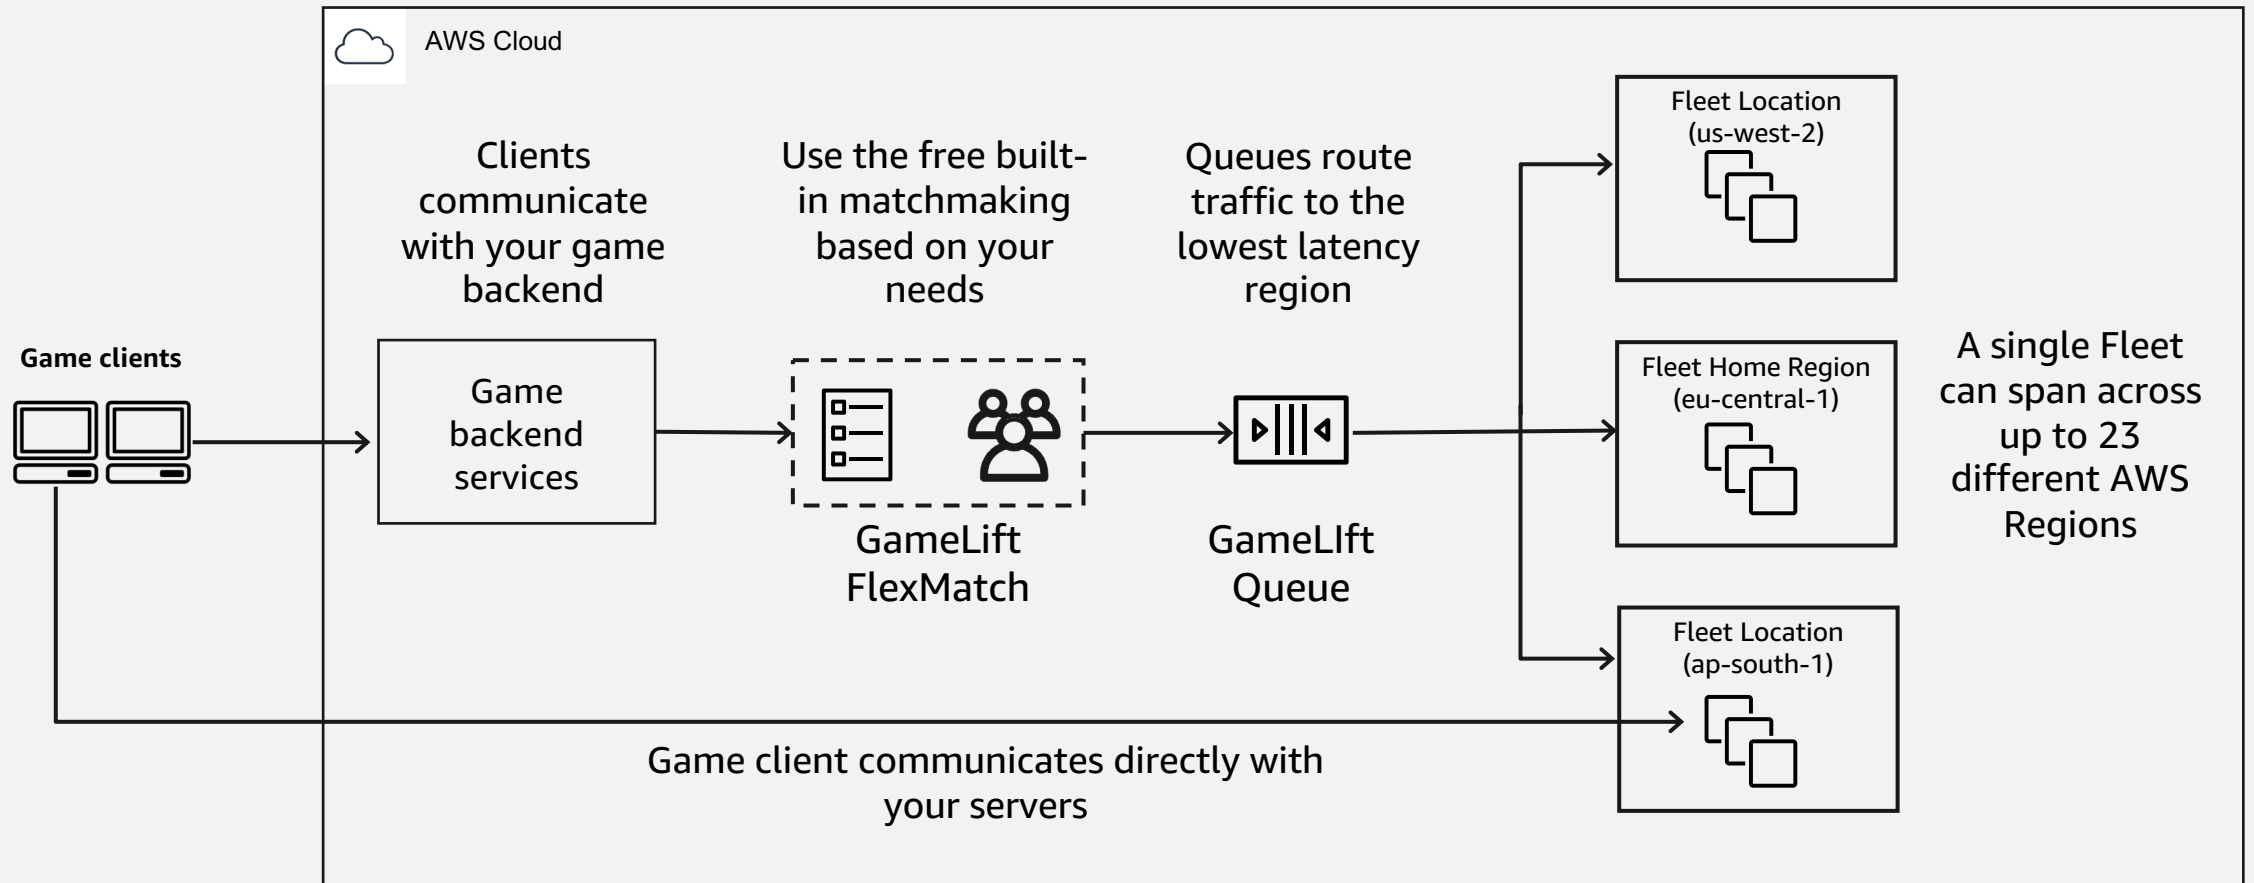 AWS Cloud
Clients
communicate
with your game
backend
Use the free built-
in matchmaking
based on your
needs
Queues route
traffic to the
lowest latency
region
Fleet Location
(us-west-2)
Game clients
Game
backend
services
GameLift
FlexMatch
GameLIft
Queue
Fleet Home Region
(eu-central-1)
A single Fleet
can span across
up to 23
different AWS
Regions
Fleet Location
(ap-south-1)
Game client communicates directly with
your servers